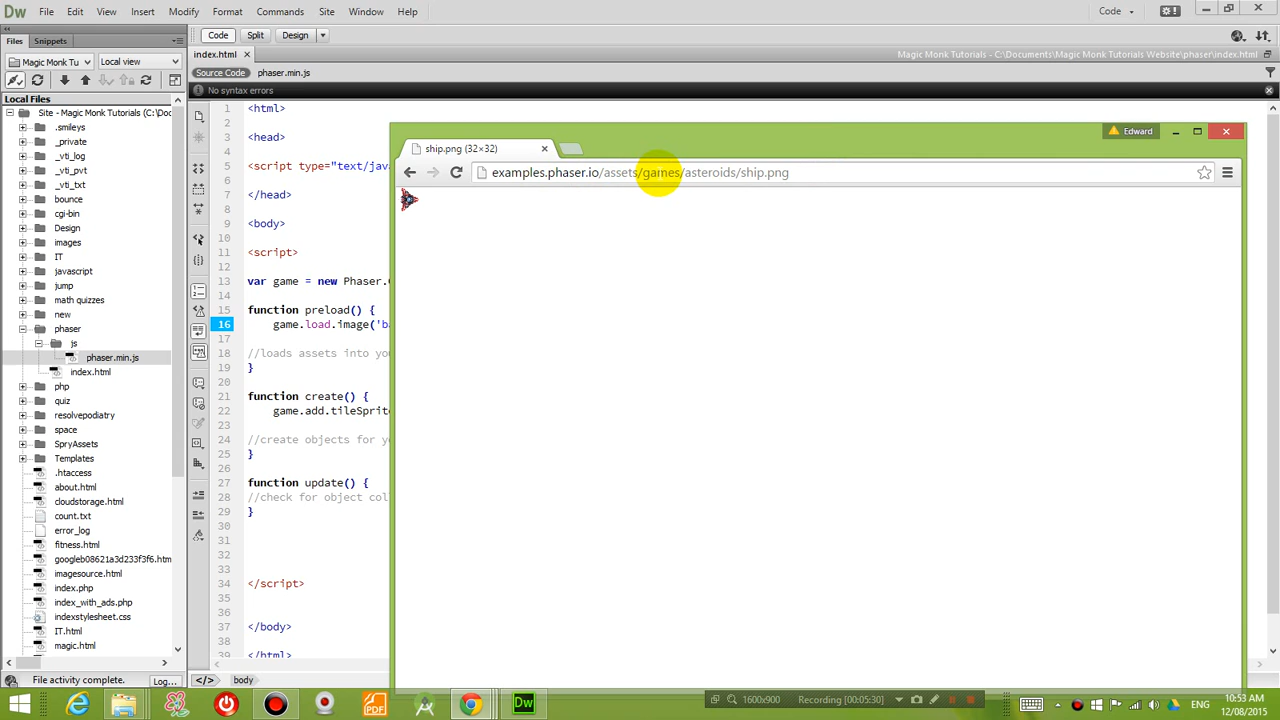 Dw File Edit View Insert Modify Format Commands Site Window Help Code
Files Snippets Code Split Design
index.html Magic Monk Tutorials - C:\Documents\Magic Monk Tutorials Website\phaser\index.html
Magic Monk Tu Local view Source Code phaser.min.js
No syntax errors
Local Files
Site - Magic Monk Tutorials (C:\Doc
.smileys
_private
_vti_log
_vti_pvt
_vti_txt
bounce
cgi-bin
Design
images
IT
javascript
jump
math quizzes
new
phaser
js
phaser.min.js
index.html
php
quiz
resolvepodiatry
space
SpryAssets
Templates
.htaccess
about.html
cloudstorage.html
count.txt
error_log
fitness.html
googleb08621a3d233f3f6.htm
imagesource.html
index.php
index_with_ads.php
indexstylesheet.css
IT.html
magic.html
File activity complete. Log...
1 <html>
2
3 <head>
4
5 <script type="text/jav
6
7 </head>
8
9 <body>
10
11 <script>
12
13 var game = new Phaser.
14
15 function preload() {
16 game.load.image('b
17
18 //loads assets into you
19 }
20
21 function create() {
22 game.add.tileSprit
23
24 //create objects for y
25 }
26
27 function update() {
28 //check for object col
29 }
30
31
32
33
34 </script>
35
36
37 </body>
38
39 </html>
</> body
Edward
ship.png (32×32)
examples.phaser.io/assets/games/asteroids/ship.png
1600x900 Recording [00:05:30]
PDF
Dw
ENG
10:53 AM
12/08/2015